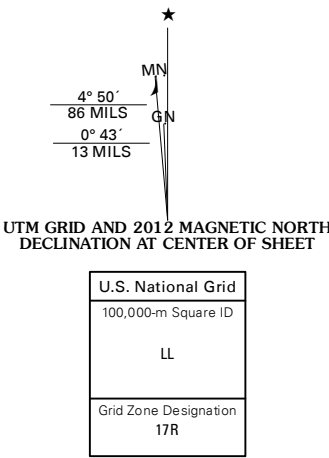 ★
MN
4° 50´
86 MILS
GN
0° 43´
13 MILS
UTM GRID AND 2012 MAGNETIC NORTH
DECLINATION AT CENTER OF SHEET
U.S. National Grid
100,000-m Square ID
LL
Grid Zone Designation
17R